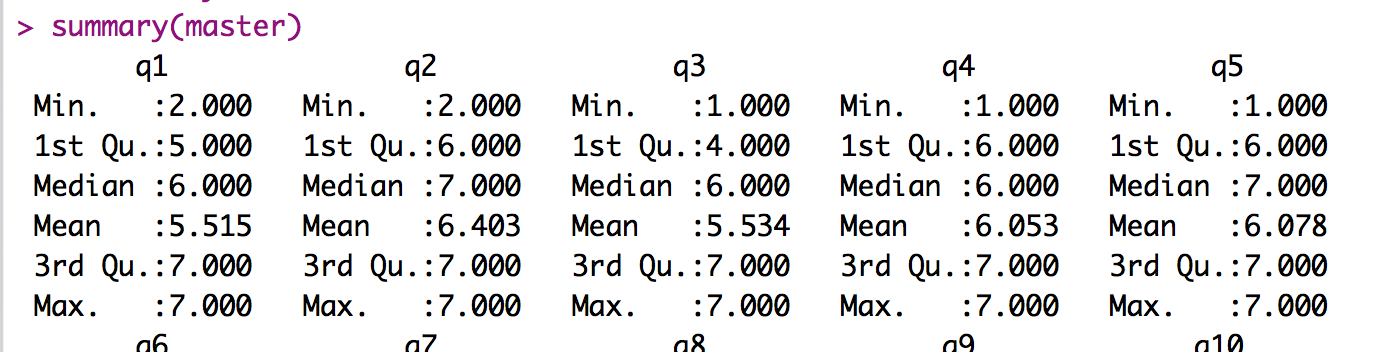 > summary(master)
q1 q2 q3 q4 q5
Min. :2.000 Min. :2.000 Min. :1.000 Min. :1.000 Min. :1.000
1st Qu.:5.000 1st Qu.:6.000 1st Qu.:4.000 1st Qu.:6.000 1st Qu.:6.000
Median :6.000 Median :7.000 Median :6.000 Median :6.000 Median :7.000
Mean :5.515 Mean :6.403 Mean :5.534 Mean :6.053 Mean :6.078
3rd Qu.:7.000 3rd Qu.:7.000 3rd Qu.:7.000 3rd Qu.:7.000 3rd Qu.:7.000
Max. :7.000 Max. :7.000 Max. :7.000 Max. :7.000 Max. :7.000
q6 q7 q8 q9 q10